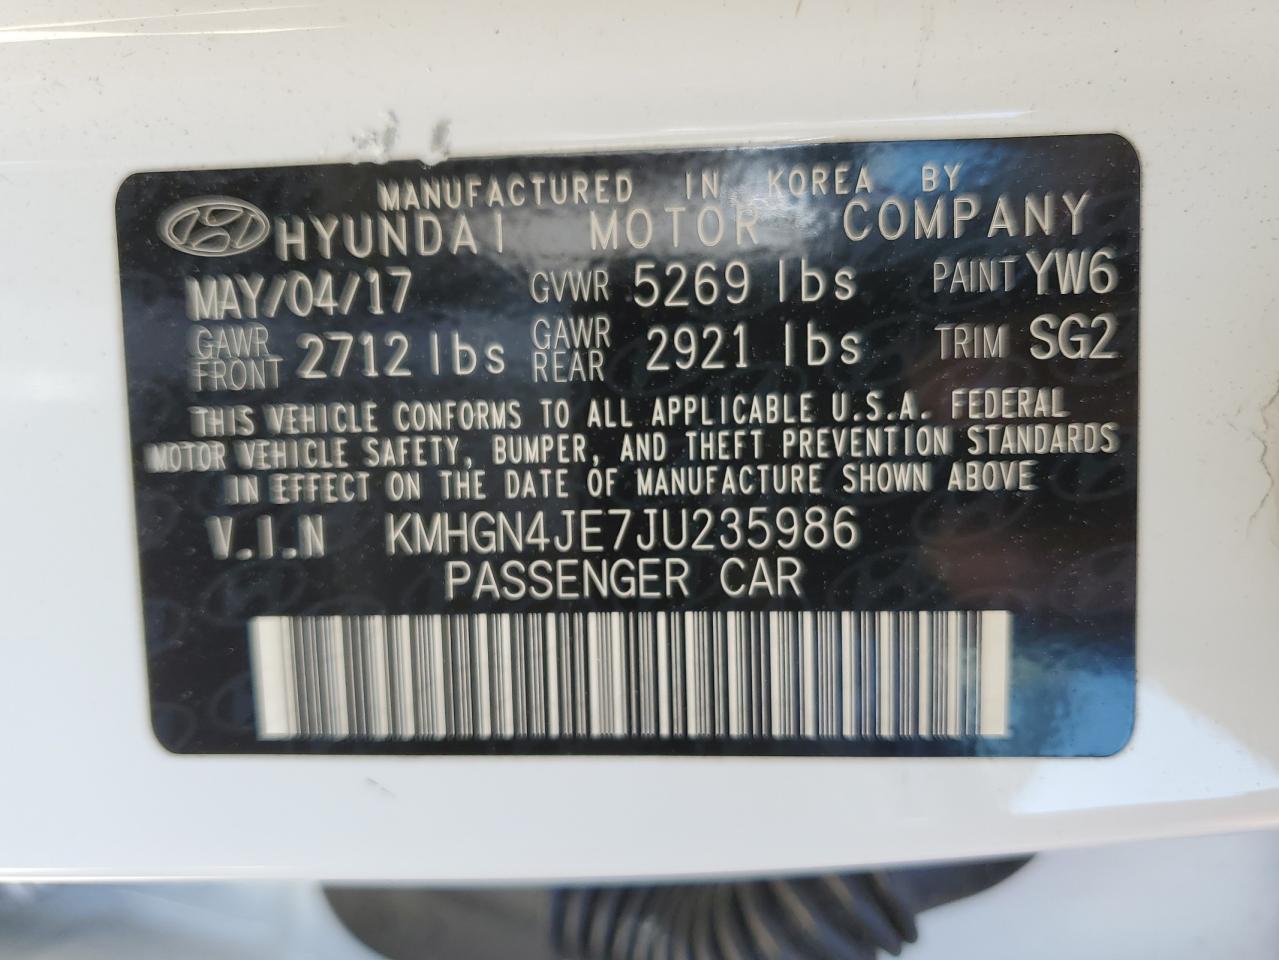 MANUFACTURED IN KOREA BY
HYUNDAI MOTOR COMPANY
MAY/04/17 GVWR 5269 lbs PAINT YW6
GAWR FRONT 2712 lbs GAWR REAR 2921 lbs TRIM SG2
THIS VEHICLE CONFORMS TO ALL APPLICABLE U.S.A. FEDERAL
MOTOR VEHICLE SAFETY, BUMPER, AND THEFT PREVENTION STANDARDS
IN EFFECT ON THE DATE OF MANUFACTURE SHOWN ABOVE
V.I.N KMHGN4JE7JU235986
PASSENGER CAR